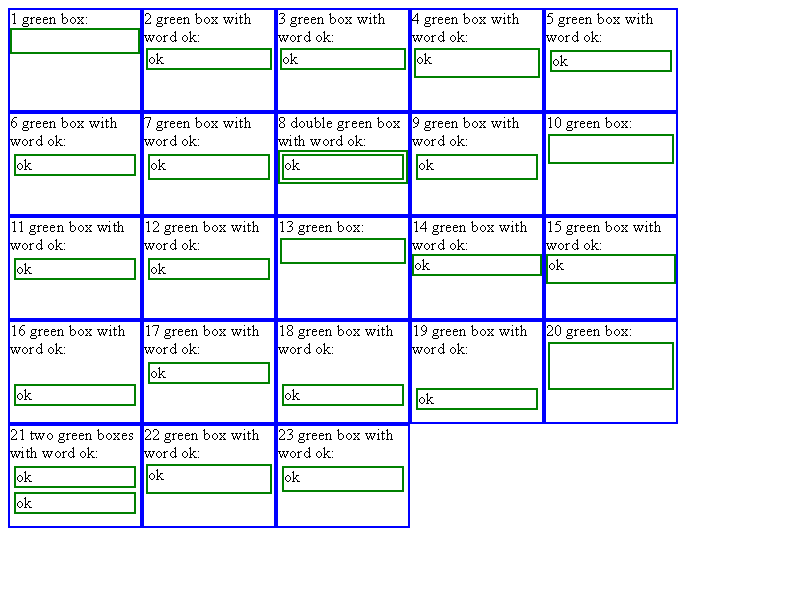 1 green box:
2 green box with
word ok:
ok
3 green box with
word ok:
ok
4 green box with
word ok:
ok
5 green box with
word ok:
ok
6 green box with
word ok:
ok
7 green box with
word ok:
ok
8 double green box
with word ok:
ok
9 green box with
word ok:
ok
10 green box:
11 green box with
word ok:
ok
12 green box with
word ok:
ok
13 green box:
14 green box with
word ok:
ok
15 green box with
word ok:
ok
16 green box with
word ok:
ok
17 green box with
word ok:
ok
18 green box with
word ok:
ok
19 green box with
word ok:
ok
20 green box:
21 two green boxes
with word ok:
ok
ok
22 green box with
word ok:
ok
23 green box with
word ok:
ok